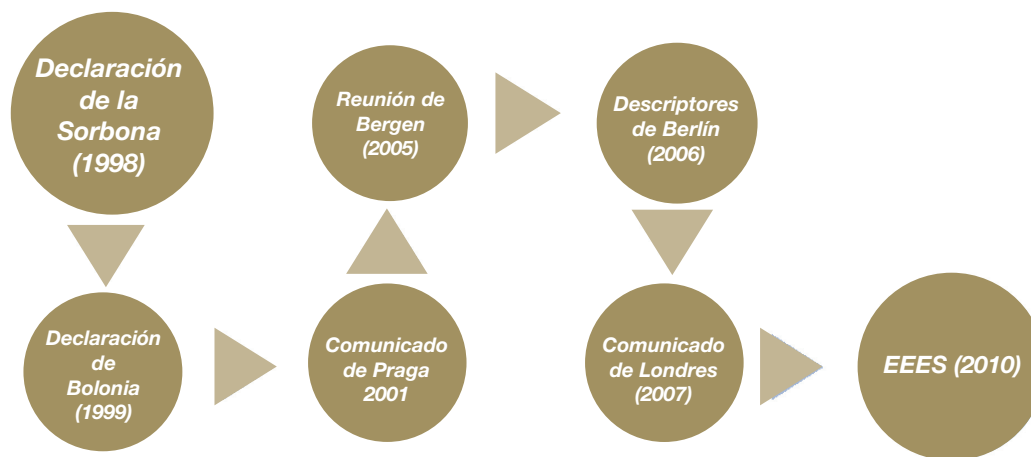 Declaración
de la
Sorbona
(1998)
Declaración
de
Bolonia
(1999)
Comunicado
de Praga
2001
Reunión de
Bergen
(2005)
Descriptores
de Berlín
(2006)
Comunicado
de Londres
(2007)
EEES (2010)